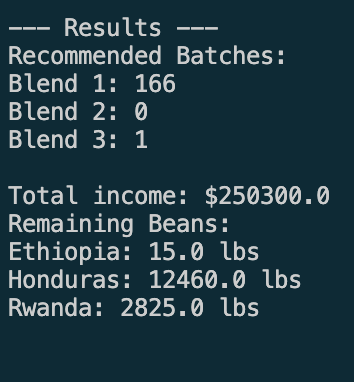 --- Results ---
Recommended Batches:
Blend 1: 166
Blend 2: 0
Blend 3: 1
Total income: $250300.0
Remaining Beans:
Ethiopia: 15.0 lbs
Honduras: 12460.0 lbs
Rwanda: 2825.0 lbs